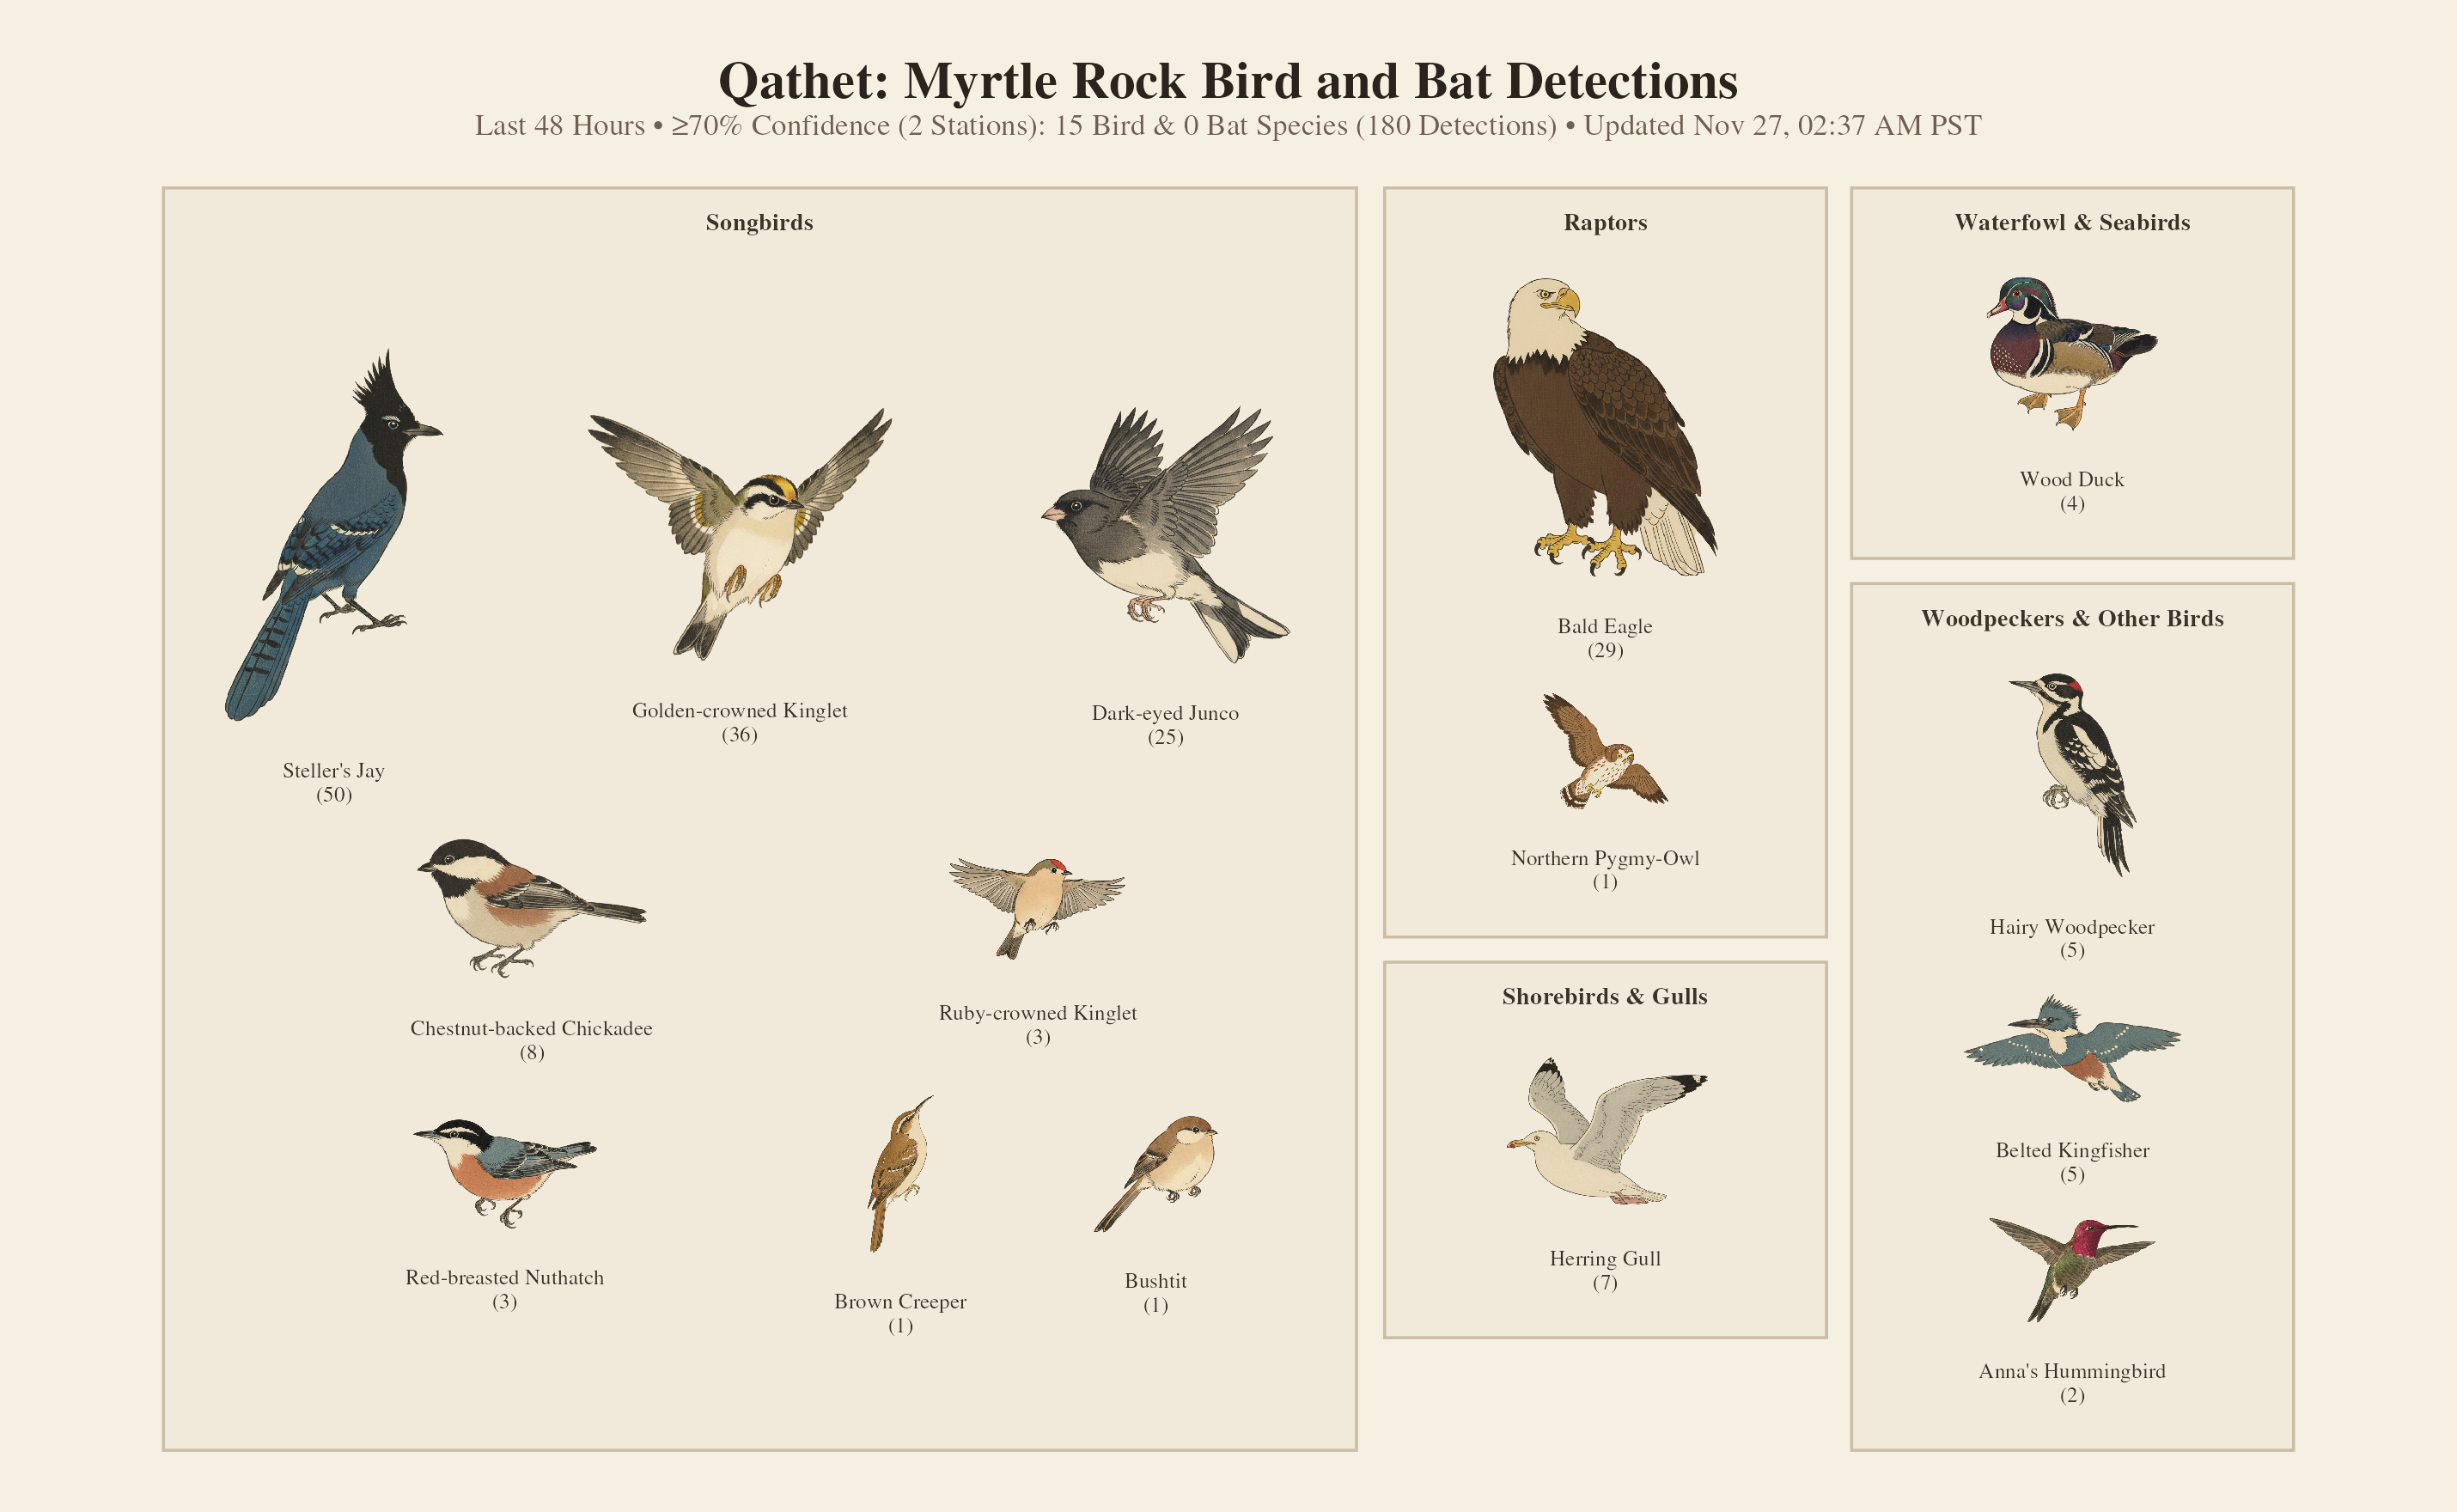 Qathet: Myrtle Rock Bird and Bat Detections
Last 48 Hours • ≥70% Confidence (2 Stations): 15 Bird & 0 Bat Species (180 Detections) • Updated Nov 27, 02:37 AM PST
Songbirds
Steller's Jay
(50)
Golden-crowned Kinglet
(36)
Dark-eyed Junco
(25)
Chestnut-backed Chickadee
(8)
Ruby-crowned Kinglet
(3)
Red-breasted Nuthatch
(3)
Brown Creeper
(1)
Bushtit
(1)
Raptors
Bald Eagle
(29)
Northern Pygmy-Owl
(1)
Shorebirds & Gulls
Herring Gull
(7)
Waterfowl & Seabirds
Wood Duck
(4)
Woodpeckers & Other Birds
Hairy Woodpecker
(5)
Belted Kingfisher
(5)
Anna's Hummingbird
(2)